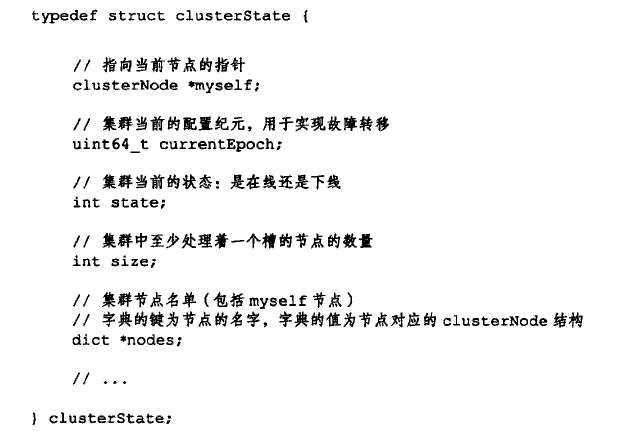 typedef struct clusterState {
// 指向当前节点的指针
clusterNode *myself;
// 集群当前的配置纪元，用于实现故障转移
uint64_t currentEpoch;
// 集群当前的状态：是在线还是下线
int state;
// 集群中至少处理着一个槽的节点的数量
int size;
// 集群节点名单（包括 myself 节点）
// 字典的键为节点的名字，字典的值为节点对应的 clusterNode 结构
dict *nodes;
// ...
} clusterState;